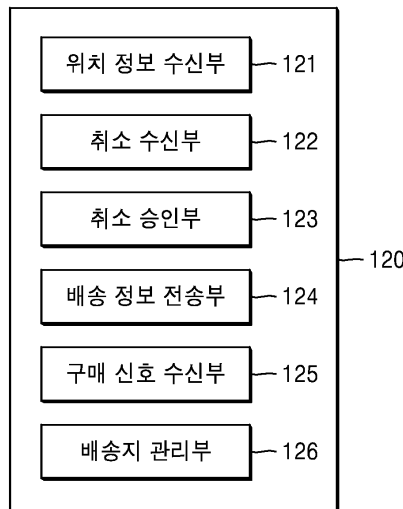 위치 정보 수신부 121
취소 수신부 122
취소 승인부 123
120
배송 정보 전송부 124
구매 신호 수신부 125
배송지 관리부 126